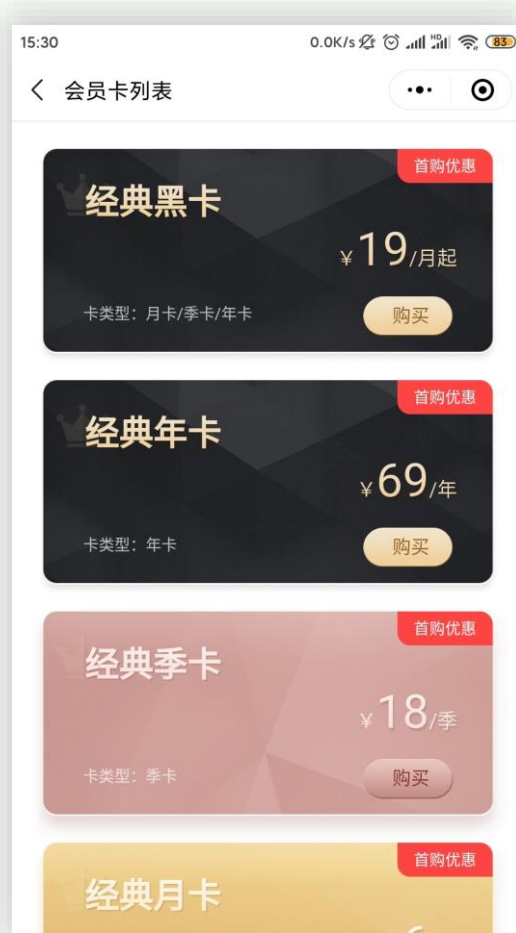 15:30
0.0K/s HD 83
会员卡列表
首购优惠
经典黑卡
¥19/月起
卡类型：月卡/季卡/年卡
购买
首购优惠
经典年卡
¥69/年
卡类型：年卡
购买
首购优惠
经典季卡
¥18/季
卡类型：季卡
购买
首购优惠
经典月卡